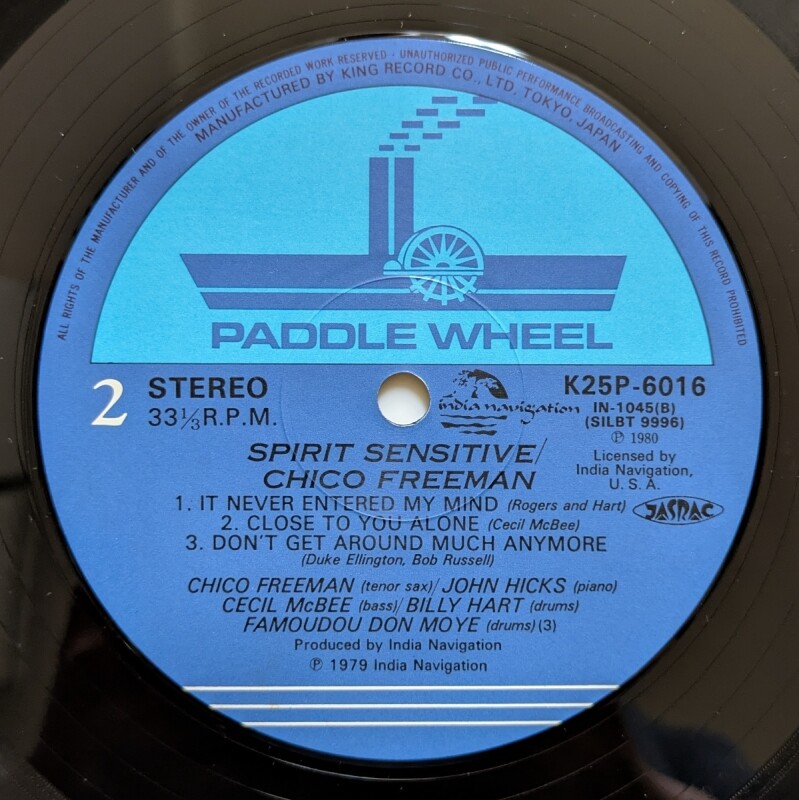 ALL RIGHTS OF THE MANUFACTURER AND OF THE OWNER OF THE RECORDED WORK RESERVED · UNAUTHORIZED PUBLIC PERFORMANCE BROADCASTING AND COPYING OF THIS RECORD PROHIBITED
MANUFACTURED BY KING RECORD CO., LTD. TOKYO. JAPAN
PADDLE WHEEL
2 STEREO
33⅓ R.P.M.
india navigation
K25P-6016
IN-1045(B)
(SILBT 9996)
℗ 1980
Licensed by
India Navigation,
U. S. A.
JASRAC
SPIRIT SENSITIVE/
CHICO FREEMAN
1. IT NEVER ENTERED MY MIND (Rogers and Hart)
2. CLOSE TO YOU ALONE (Cecil McBee)
3. DON'T GET AROUND MUCH ANYMORE
(Duke Ellington, Bob Russell)
CHICO FREEMAN (tenor sax)/JOHN HICKS (piano)
CECIL McBEE (bass)/BILLY HART (drums)
FAMOUDOU DON MOYE (drums)(3)
Produced by India Navigation
℗ 1979 India Navigation